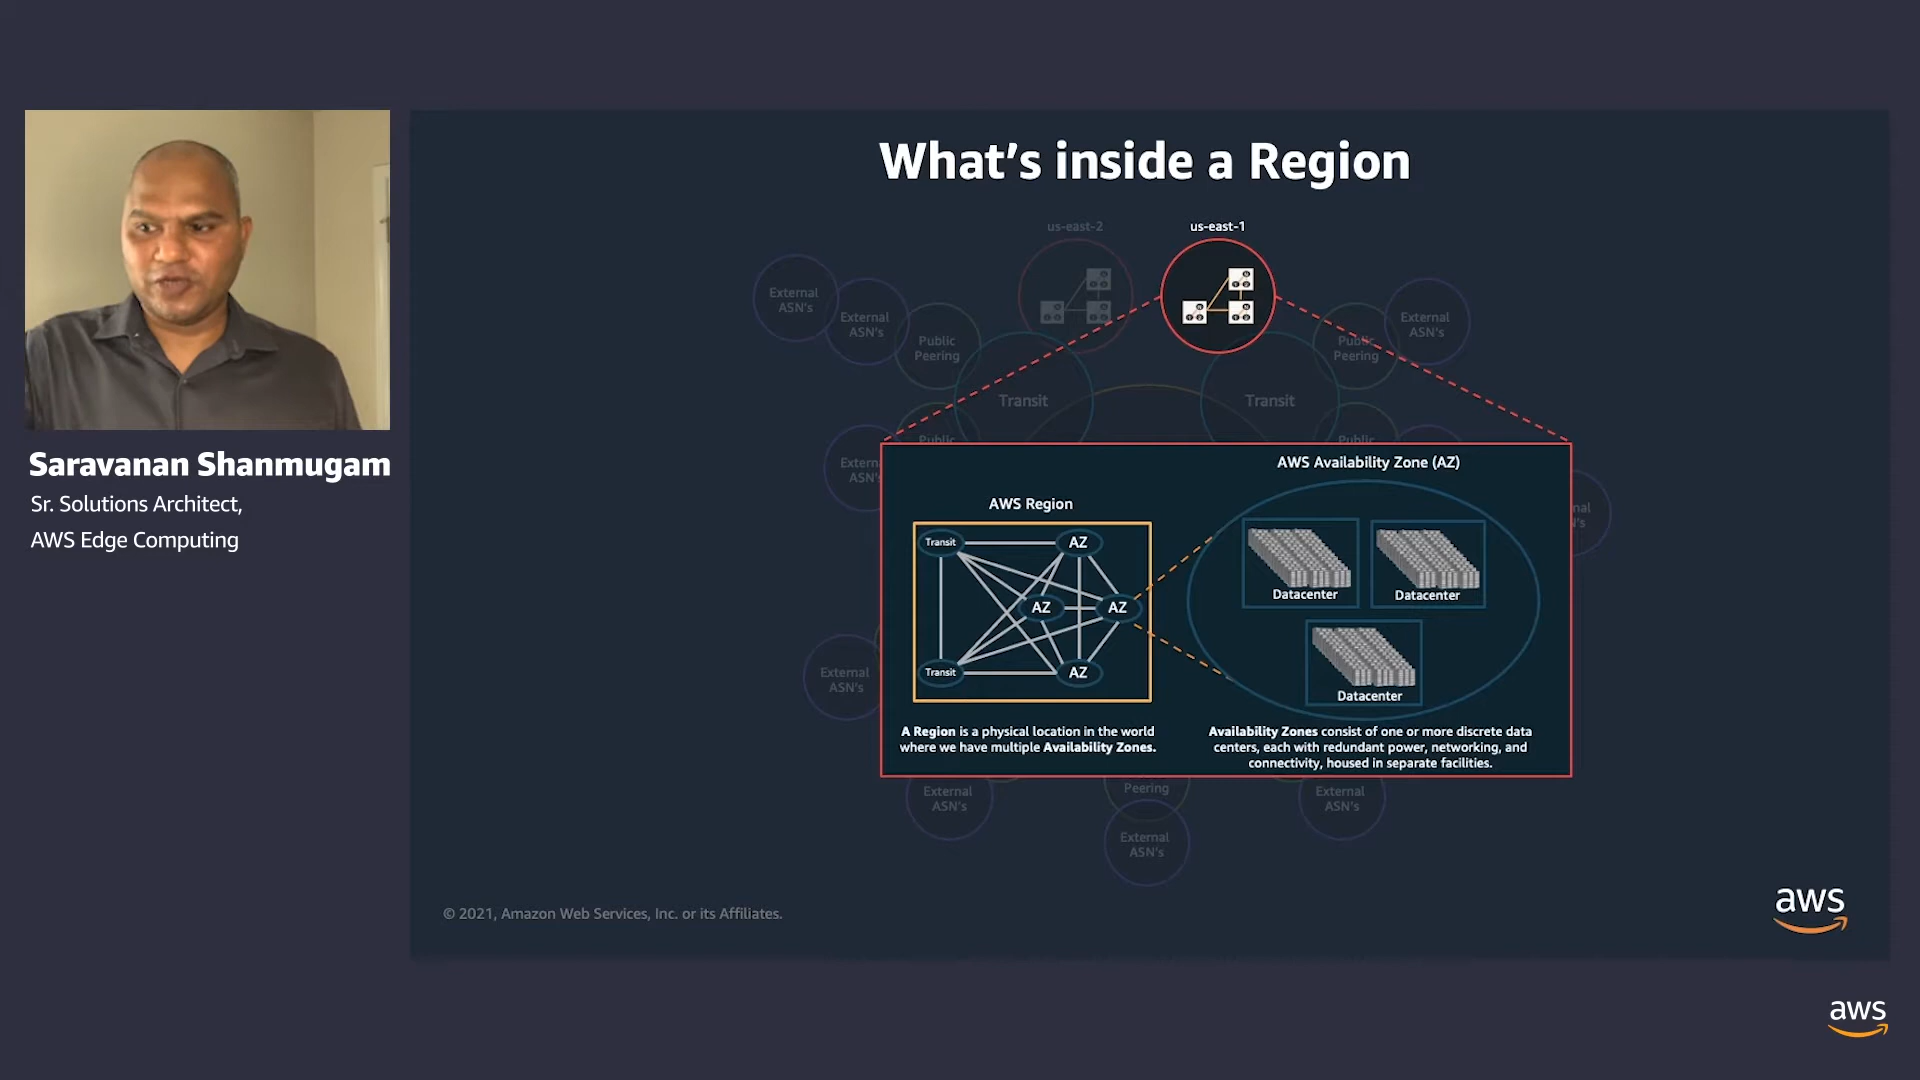 What's inside a Region
us-east-2
us-east-1
External
ASN's
External
ASN's
Public
Peering
Public
Peering
External
ASN's
Transit
Transit
Public
Public
Extern
ASN's
nal
's
AWS Region
Transit
AZ
AZ
AZ
Transit
AZ
A Region is a physical location in the world
where we have multiple Availability Zones.
AWS Availability Zone (AZ)
Datacenter
Datacenter
Datacenter
Availability Zones consist of one or more discrete data
centers, each with redundant power, networking, and
connectivity, housed in separate facilities.
External
ASN's
External
ASN's
Peering
External
ASN's
External
ASN's
© 2021, Amazon Web Services, Inc. or its Affiliates.
aws
Saravanan Shanmugam
Sr. Solutions Architect,
AWS Edge Computing
aws